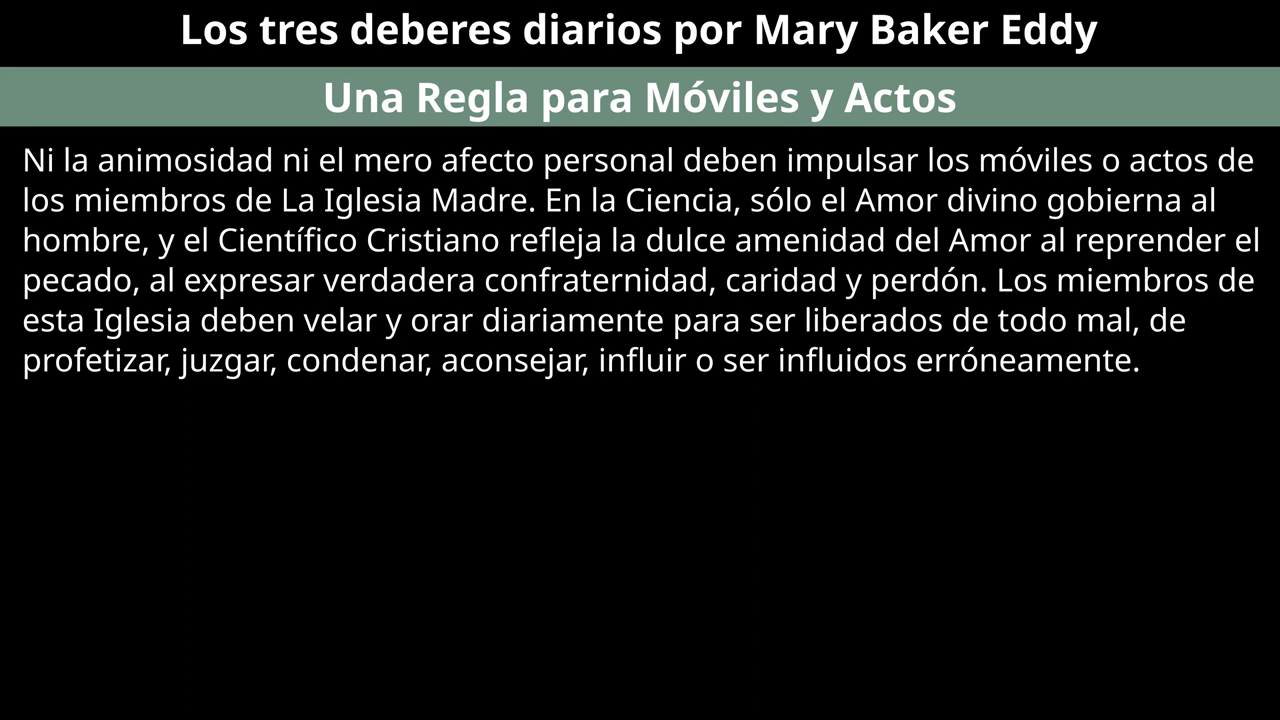 Los tres deberes diarios por Mary Baker Eddy
Una Regla para Móviles y Actos
Ni la animosidad ni el mero afecto personal deben impulsar los móviles o actos de
los miembros de La Iglesia Madre. En la Ciencia, sólo el Amor divino gobierna al
hombre, y el Científico Cristiano refleja la dulce amenidad del Amor al reprender el
pecado, al expresar verdadera confraternidad, caridad y perdón. Los miembros de
esta Iglesia deben velar y orar diariamente para ser liberados de todo mal, de
profetizar, juzgar, condenar, aconsejar, influir o ser influidos erróneamente.